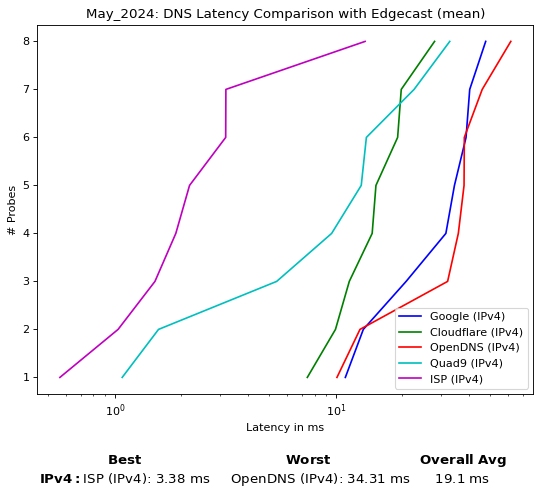 May_2024: DNS Latency Comparison with Edgecast (mean)
# Probes
8
7
6
5
4
3
2
1
Google (IPv4)
Cloudflare (IPv4)
OpenDNS (IPv4)
Quad9 (IPv4)
ISP (IPv4)
10⁰ 10¹
Latency in ms
Best Worst Overall Avg
IPv4: ISP (IPv4): 3.38 ms OpenDNS (IPv4): 34.31 ms 19.1 ms